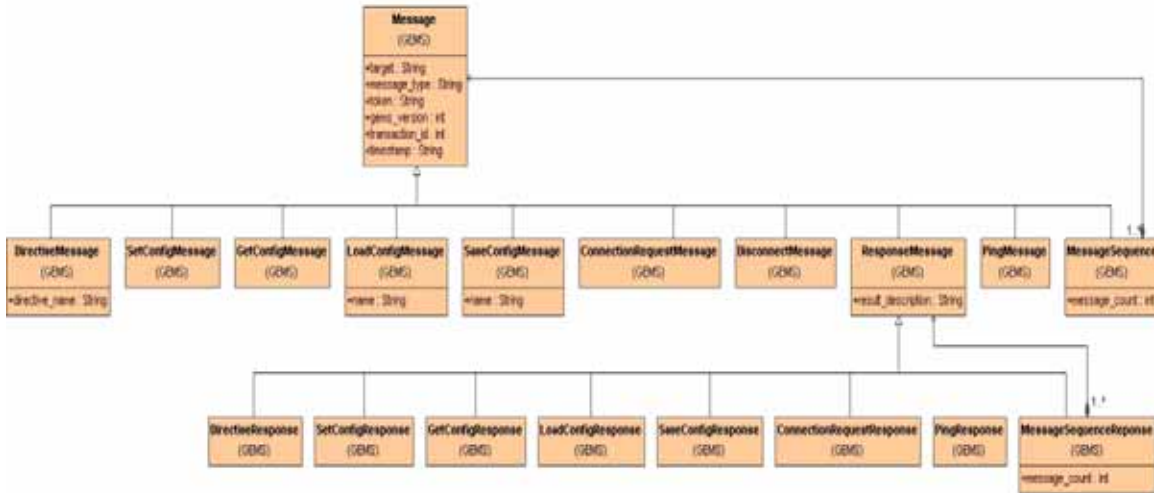 Message
(GEMS)
+target : String
+message_type : String
+token : String
+gems_version : int
+transaction_id : int
+timestamp : String
DirectiveMessage
(GEMS)
+directive_name : String
SetConfigMessage
(GEMS)
GetConfigMessage
(GEMS)
LoadConfigMessage
(GEMS)
+name : String
SaveConfigMessage
(GEMS)
+name : String
ConnectionRequestMessage
(GEMS)
DisconnectMessage
(GEMS)
ResponseMessage
(GEMS)
+result_description : String
PingMessage
(GEMS)
1..*
MessageSequence
(GEMS)
+message_count : int
DirectiveResponse
(GEMS)
SetConfigResponse
(GEMS)
GetConfigResponse
(GEMS)
LoadConfigResponse
(GEMS)
SaveConfigResponse
(GEMS)
ConnectionRequestResponse
(GEMS)
PingResponse
(GEMS)
1..*
MessageSequenceReponse
(GEMS)
+message_count : int